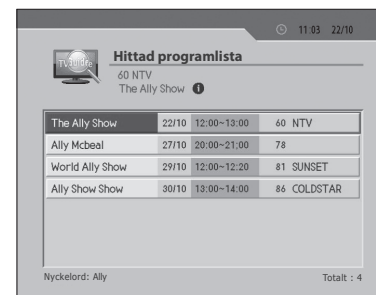 11:03 22/10
TVGuide
Hittad programlista
60 NTV
The Ally Show
The Ally Show 22/10 12:00~13:00 60 NTV
Ally Mcbeal 27/10 20:00~21:00 78
World Ally Show 29/10 12:00~12:20 81 SUNSET
Ally Show Show 30/10 13:00~14:00 86 COLDSTAR
Nyckelord: Ally Totalt : 4